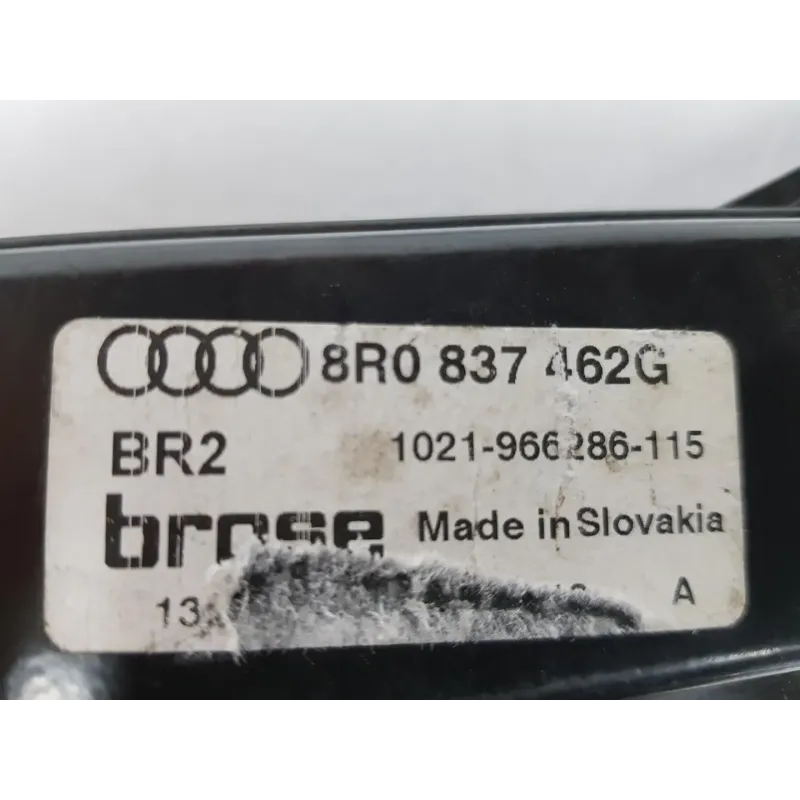 8R0 837 462G
BR2 1021-966286-115
brose Made in Slovakia
A